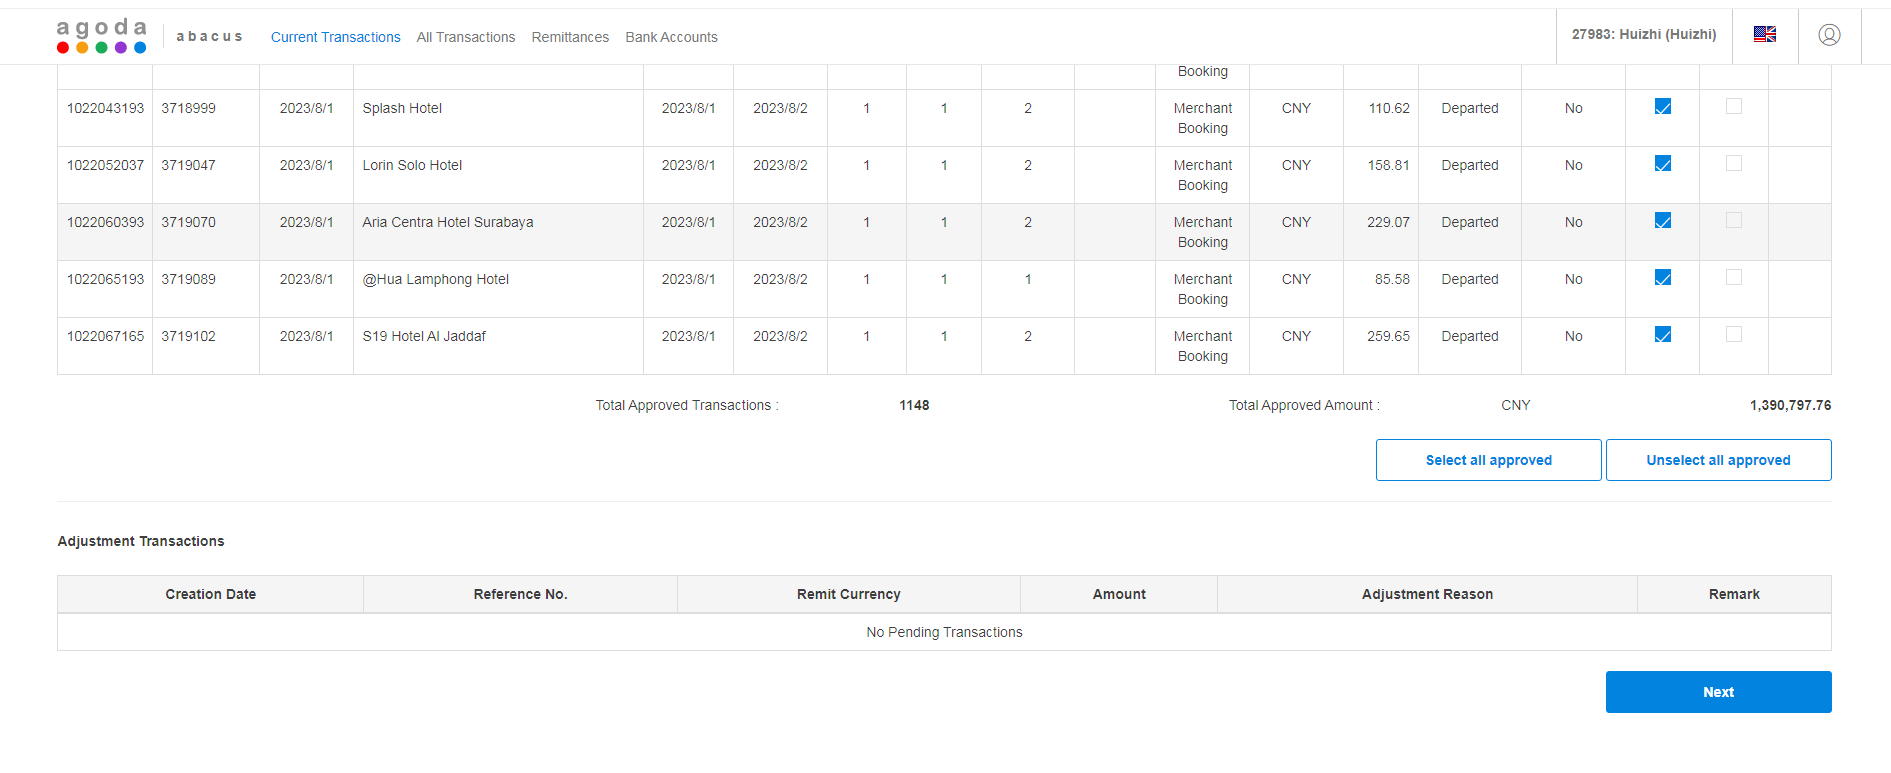 agoda
abacus
Current Transactions All Transactions Remittances Bank Accounts
27983: Huizhi (Huizhi)
Booking
1022043193 3718999 2023/8/1 Splash Hotel 2023/8/1 2023/8/2 1 1 2 Merchant Booking CNY 110.62 Departed No
1022052037 3719047 2023/8/1 Lorin Solo Hotel 2023/8/1 2023/8/2 1 1 2 Merchant Booking CNY 158.81 Departed No
1022060393 3719070 2023/8/1 Aria Centra Hotel Surabaya 2023/8/1 2023/8/2 1 1 2 Merchant Booking CNY 229.07 Departed No
1022065193 3719089 2023/8/1 @Hua Lamphong Hotel 2023/8/1 2023/8/2 1 1 1 Merchant Booking CNY 85.58 Departed No
1022067165 3719102 2023/8/1 S19 Hotel Al Jaddaf 2023/8/1 2023/8/2 1 1 2 Merchant Booking CNY 259.65 Departed No
Total Approved Transactions : 1148 Total Approved Amount : CNY 1,390,797.76
Select all approved Unselect all approved
Adjustment Transactions
Creation Date Reference No. Remit Currency Amount Adjustment Reason Remark
No Pending Transactions
Next